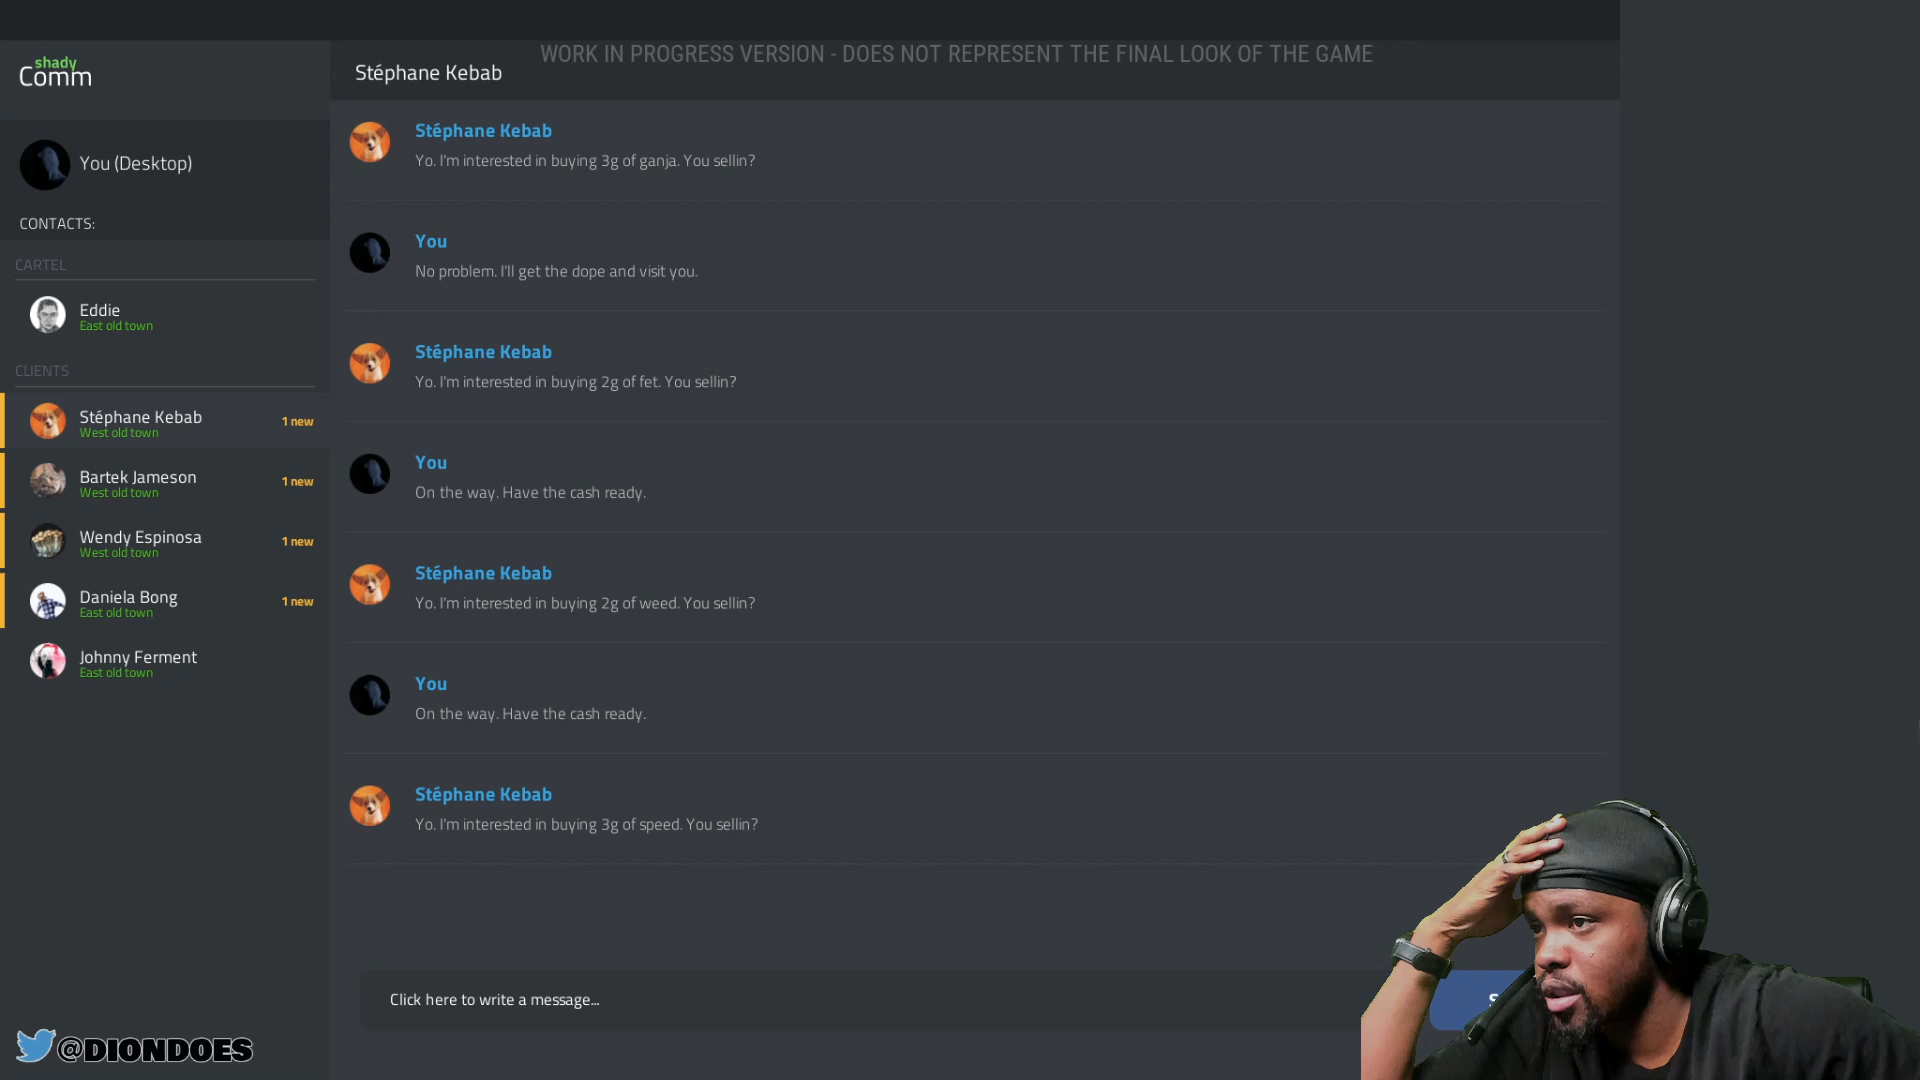 WORK IN PROGRESS VERSION - DOES NOT REPRESENT THE FINAL LOOK OF THE GAME
shady
Comm
You (Desktop)
CONTACTS:
CARTEL
Eddie
East old town
CLIENTS
Stéphane Kebab
West old town
1 new
Bartek Jameson
West old town
1 new
Wendy Espinosa
West old town
1 new
Daniela Bong
East old town
1 new
Johnny Ferment
East old town
@DIONDOES
Stéphane Kebab
Stéphane Kebab
Yo. I'm interested in buying 3g of ganja. You sellin?
You
No problem. I'll get the dope and visit you.
Stéphane Kebab
Yo. I'm interested in buying 2g of fet. You sellin?
You
On the way. Have the cash ready.
Stéphane Kebab
Yo. I'm interested in buying 2g of weed. You sellin?
You
On the way. Have the cash ready.
Stéphane Kebab
Yo. I'm interested in buying 3g of speed. You sellin?
Click here to write a message...